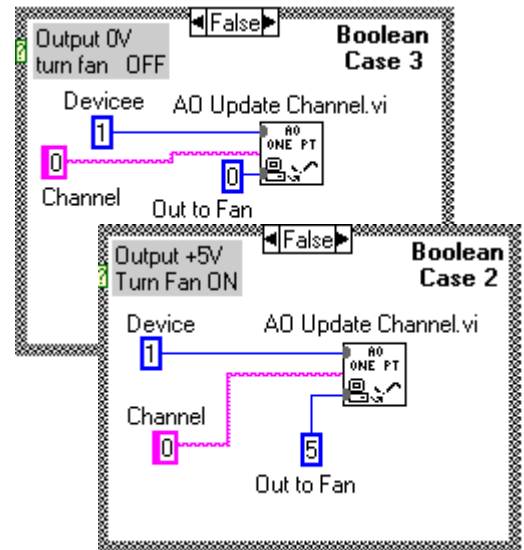 False
Boolean
Case 3
Output 0V
turn fan OFF
Devicee
AO Update Channel.vi
1
AO
ONE PT
0
0
Channel
Out to Fan
False
Boolean
Case 2
Output +5V
Turn Fan ON
?
?
Device
AO Update Channel.vi
1
AO
ONE PT
Channel
0
5
Out to Fan